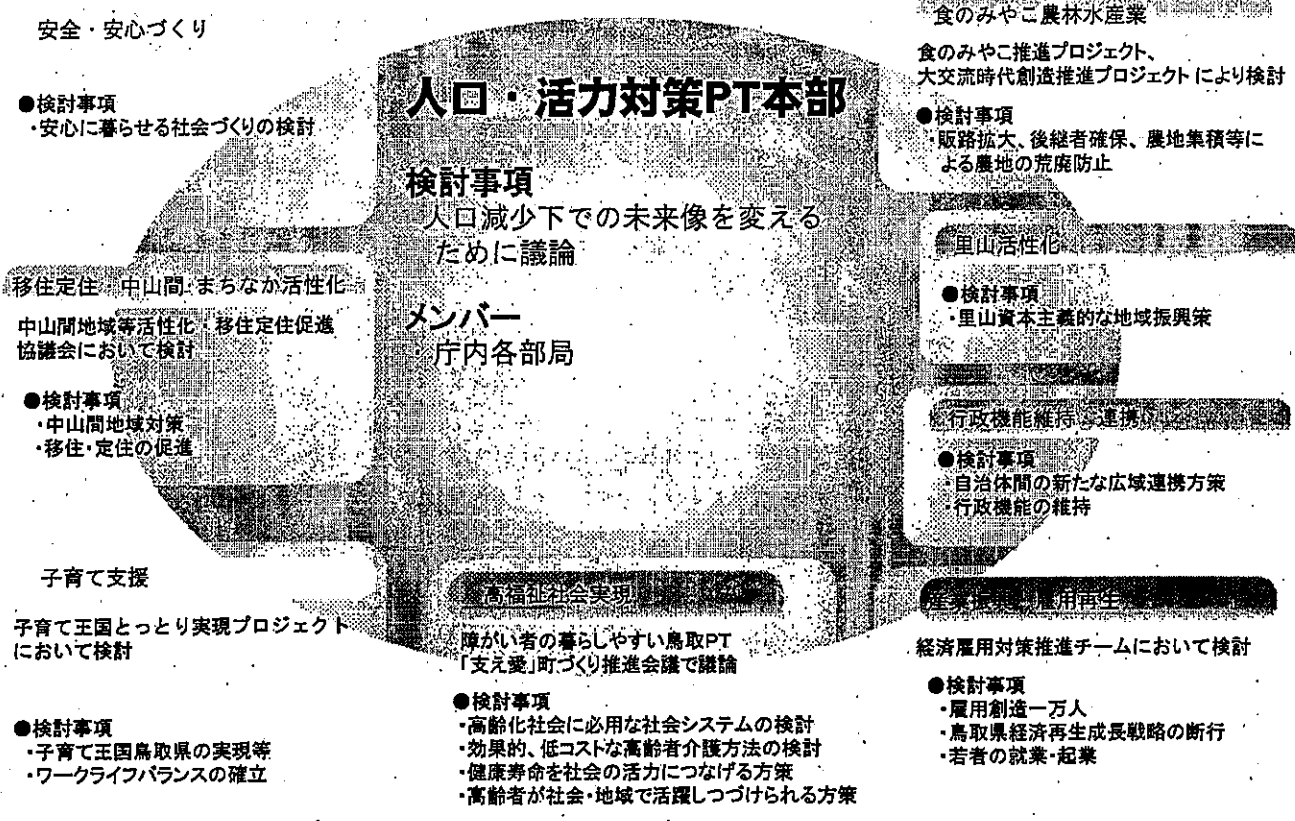 人口・活力対策PT本部
検討事項
人口減少下での未来像を変える
ために議論
メンバー
庁内各部局
安全・安心づくり
●検討事項
・安心に暮らせる社会づくりの検討
移住定住・中山間・まちなか活性化
中山間地域等活性化・移住定住促進
協議会において検討
●検討事項
・中山間地域対策
・移住・定住の促進
子育て支援
子育て王国とっとり実現プロジェクト
において検討
●検討事項
・子育て王国鳥取県の実現等
・ワークライフバランスの確立
高福祉社会実現
障がい者の暮らしやすい鳥取PT
「支え愛」町づくり推進会議で議論
●検討事項
・高齢化社会に必要な社会システムの検討
・効果的、低コストな高齢者介護方法の検討
・健康寿命を社会の活力につなげる方策
・高齢者が社会・地域で活躍しつづけられる方策
食のみやこ農林水産業
食のみやこ推進プロジェクト、
大交流時代創造推進プロジェクトにより検討
●検討事項
・販路拡大、後継者確保、農地集積等に
よる農地の荒廃防止
里山活性化
●検討事項
・里山資本主義的な地域振興策
行政機能維持・連携
●検討事項
・自治体間の新たな広域連携方策
・行政機能の維持
産業振興・雇用再生
経済雇用対策推進チームにおいて検討
●検討事項
・雇用創造一万人
・鳥取県経済再生成長戦略の断行
・若者の就業・起業